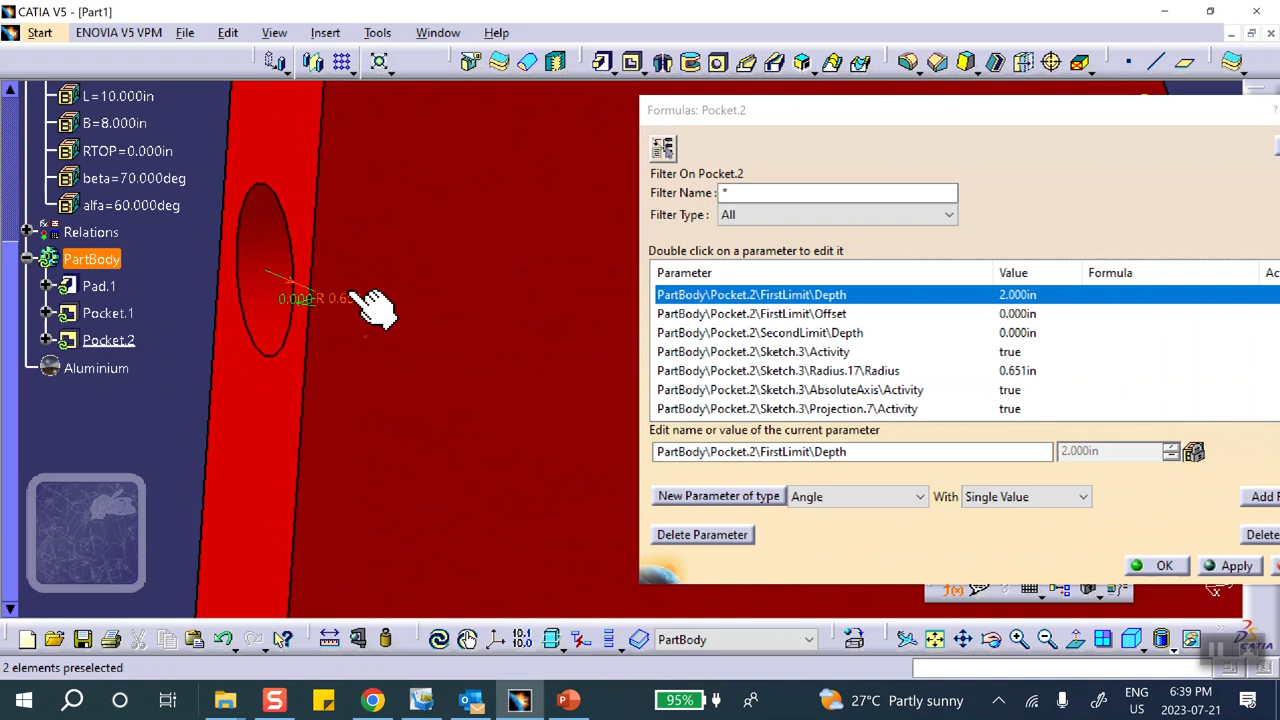 CATIA V5 - [Part1]
Start ENOVIA V5 VPM File Edit View Insert Tools Window Help
L=10.000in
B=8.000in
RTOP=0.000in
beta=70.000deg
alfa=60.000deg
Relations
PartBody
Pad.1
Pocket.1
Pocket.2
Aluminium
Formulas: Pocket.2 ?
Filter On Pocket.2
Filter Name : *
Filter Type : All
Double click on a parameter to edit it
Parameter Value Formula
PartBody\Pocket.2\FirstLimit\Depth 2.000in
PartBody\Pocket.2\FirstLimit\Offset 0.000in
PartBody\Pocket.2\SecondLimit\Depth 0.000in
PartBody\Pocket.2\Sketch.3\Activity true
PartBody\Pocket.2\Sketch.3\Radius.17\Radius 0.651in
PartBody\Pocket.2\Sketch.3\AbsoluteAxis\Activity true
PartBody\Pocket.2\Sketch.3\Projection.7\Activity true
Edit name or value of the current parameter
PartBody\Pocket.2\FirstLimit\Depth 2.000in
New Parameter of type Angle With Single Value Add
Delete Parameter Delete
OK Apply
PartBody
2 elements preselected
95% 27°C Partly sunny ENG US 6:39 PM 2023-07-21